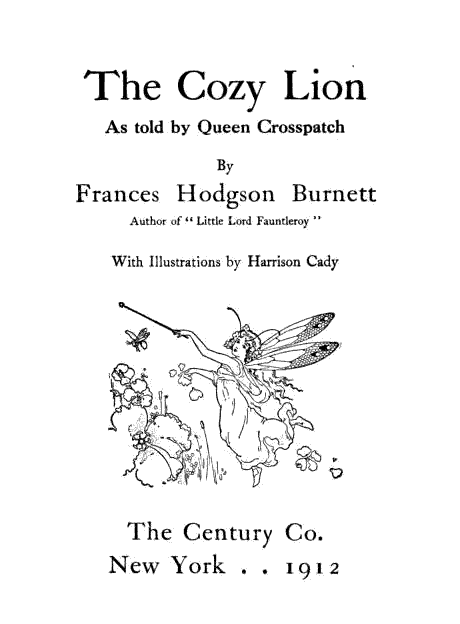 The Cozy Lion
As told by Queen Crosspatch
By
Frances Hodgson Burnett
Author of “ Little Lord Fauntleroy ”
With Illustrations by Harrison Cady
The Century Co.
New York . . 1912